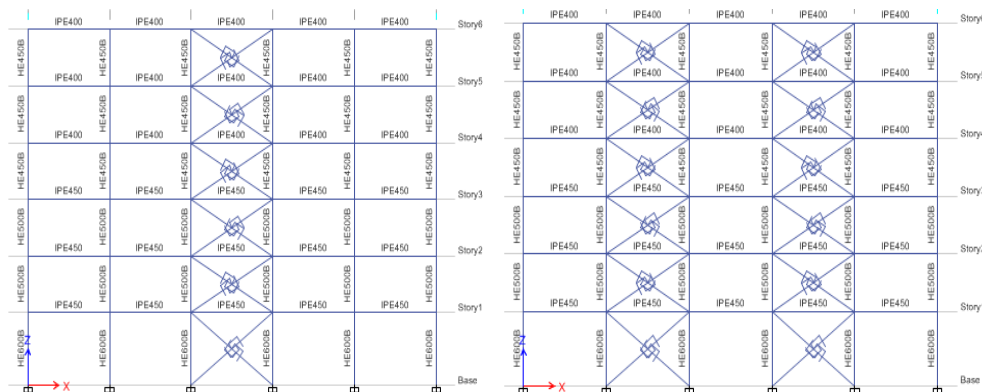 IPE400 IPE400 IPE400 IPE400 IPE400 Story6
HE450B HE450B HE450B HE450B HE450B HE450B
IPE400 IPE400 IPE400 IPE400 IPE400 Story5
HE450B HE450B HE450B HE450B HE450B HE450B
IPE400 IPE400 IPE400 IPE400 IPE400 Story4
HE450B HE450B HE450B HE450B HE450B HE450B
IPE450 IPE450 IPE450 IPE450 IPE450 Story3
HE500B HE500B HE500B HE500B HE500B HE500B
IPE450 IPE450 IPE450 IPE450 IPE450 Story2
HE500B HE500B HE500B HE500B HE500B HE500B
IPE450 IPE450 IPE450 IPE450 IPE450 Story1
HE600B HE600B HE600B HE600B HE600B HE600B
Z
X Base
IPE400 IPE400 IPE400 IPE400 IPE400 Story
HE450B HE450B HE450B HE450B HE450B HE450B
IPE400 IPE400 IPE400 IPE400 IPE400 Story
HE450B HE450B HE450B HE450B HE450B HE450B
IPE400 IPE400 IPE400 IPE400 IPE400 Story
HE450B HE450B HE450B HE450B HE450B HE450B
IPE450 IPE450 IPE450 IPE450 IPE450 Story
HE500B HE500B HE500B HE500B HE500B HE500B
IPE450 IPE450 IPE450 IPE450 IPE450 Story
HE500B HE500B HE500B HE500B HE500B HE500B
IPE450 IPE450 IPE450 IPE450 IPE450 Story
HE600B HE600B HE600B HE600B HE600B HE600B
Z
X Base